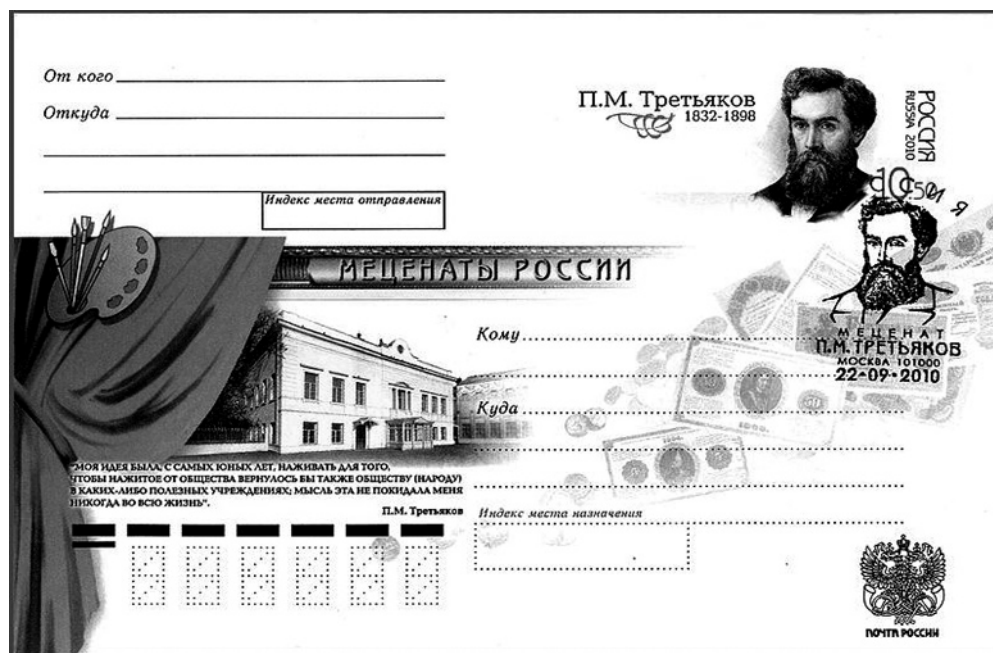 От кого
Откуда
Индекс места отправления
П.М. Третьяков
1832-1898
РОССИЯ
RUSSIA 2010
10.50
МЕЦЕНАТЫ РОССИИ
МЕЦЕНАТ
П.М.ТРЕТЬЯКОВ
МОСКВА 101000
22•09•2010
Кому
Куда
"МОЯ ИДЕЯ БЫЛА, С САМЫХ ЮНЫХ ЛЕТ, НАЖИВАТЬ ДЛЯ ТОГО,
ЧТОБЫ НАЖИТОЕ ОТ ОБЩЕСТВА ВЕРНУЛОСЬ БЫ ТАКЖЕ ОБЩЕСТВУ (НАРОДУ)
В КАКИХ-ЛИБО ПОЛЕЗНЫХ УЧРЕЖДЕНИЯХ; МЫСЛЬ ЭТА НЕ ПОКИДАЛА МЕНЯ
НИКОГДА ВО ВСЮ ЖИЗНЬ".
П.М. Третьяков
Индекс места назначения
ПОЧТА РОССИИ